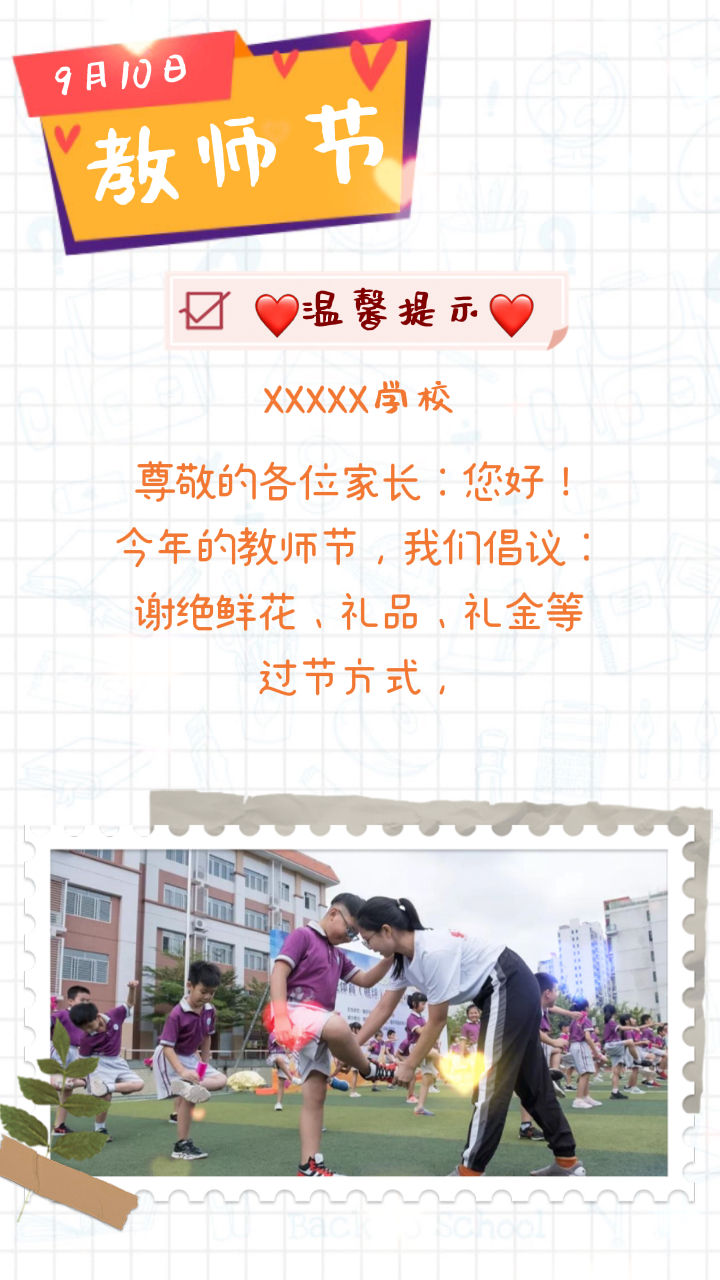 9月10日
教师节
温馨提示
XXXXX学校
尊敬的各位家长：您好！
今年的教师节，我们倡议：
谢绝鲜花、礼品、礼金等
过节方式，
Back to School